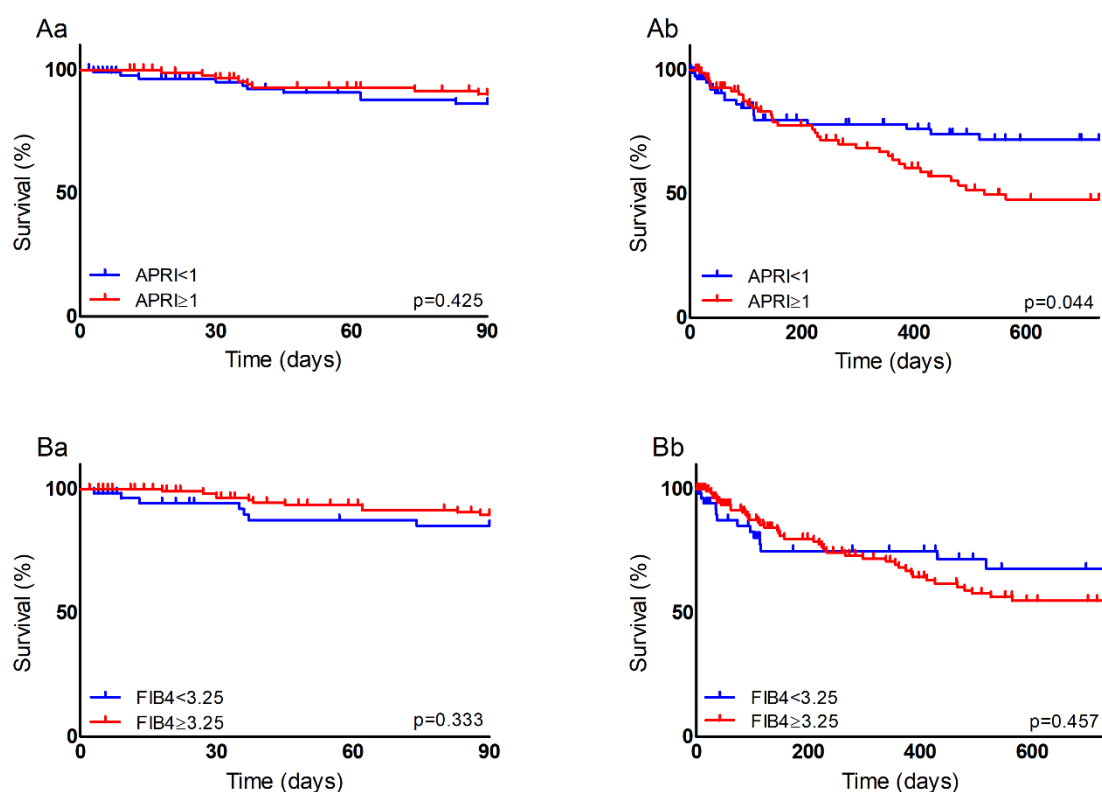 Aa
Survival (%)
100
50
0
APRI<1
APRI≥1
p=0.425
0 30 60 90
Time (days)
Ab
Survival (%)
100
50
0
APRI<1
APRI≥1
p=0.044
0 200 400 600
Time (days)
Ba
Survival (%)
100
50
0
FIB4<3.25
FIB4≥3.25
p=0.333
0 30 60 90
Time (days)
Bb
Survival (%)
100
50
0
FIB4<3.25
FIB4≥3.25
p=0.457
0 200 400 600
Time (days)